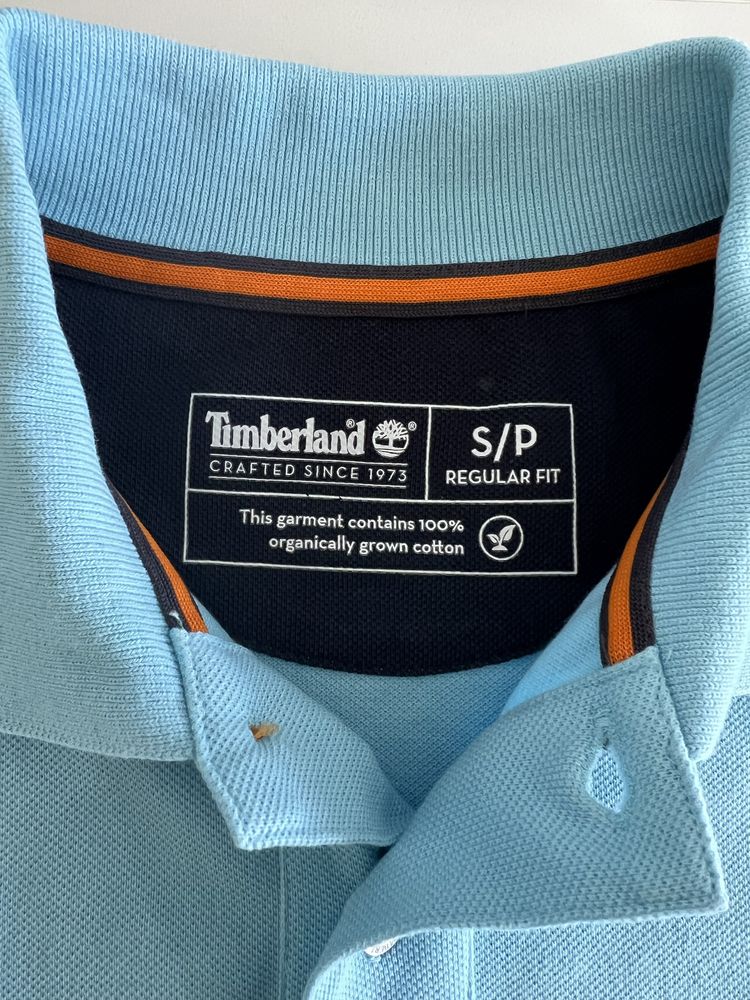 Timberland®®
CRAFTED SINCE 1973
S/P
REGULAR FIT
This garment contains 100%
organically grown cotton